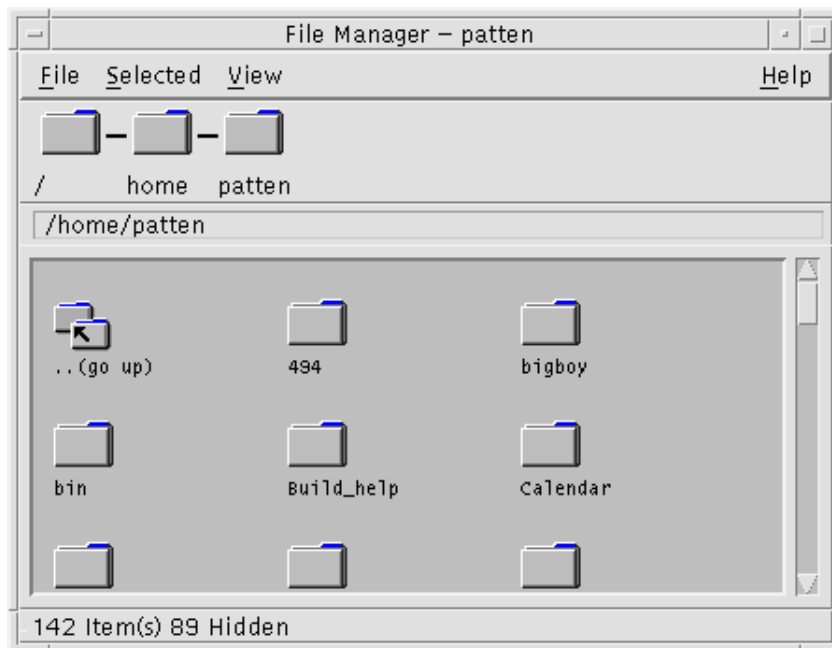 File Manager – patten
File Selected View Help
/ home patten
/home/patten
..(go up) 494 bigboy
bin Build_help Calendar
142 Item(s) 89 Hidden